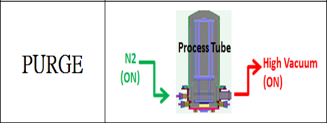 PURGE
Process Tube
N2
(ON)
High Vacuum
(ON)